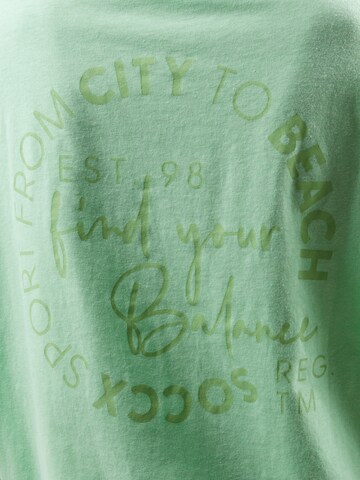 SPORT FROM CITY TO BEACH
EST. 98
find your
Balance
REG.
TM
SOCCX